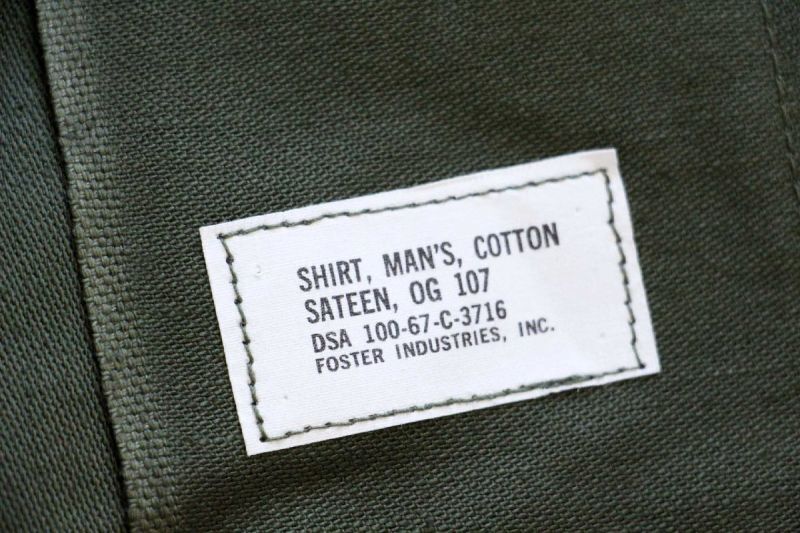 SHIRT, MAN'S, COTTON
SATEEN, OG 107
DSA 100-67-C-3716
FOSTER INDUSTRIES, INC.